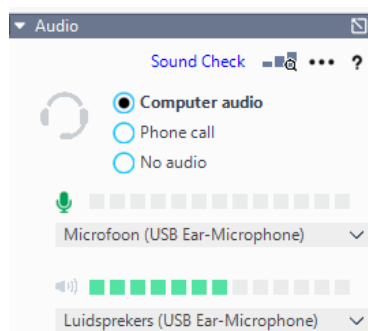 Audio
Sound Check ?
Computer audio
Phone call
No audio
Microfoon (USB Ear-Microphone)
Luidsprekers (USB Ear-Microphone)